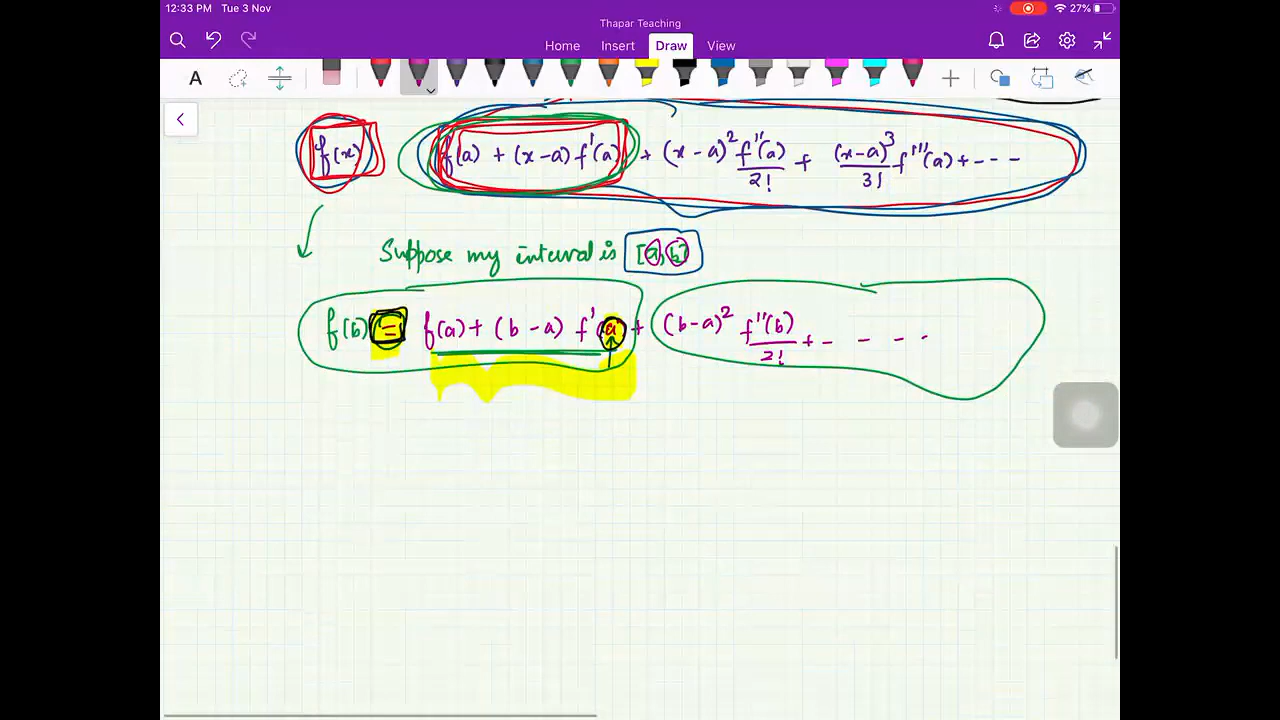 12:33 PM Tue 3 Nov 27%
Thapar Teaching
Home Insert Draw View
A
f(x) f(a) + (x-a) f'(a) + (x-a)² f''(a)/2! + (x-a)³/3! f'''(a) + - - -
Suppose my interval is [a, b]
f(b) = f(a) + (b-a) f'(a) + (b-a)² f''(b)/2! + - - - -